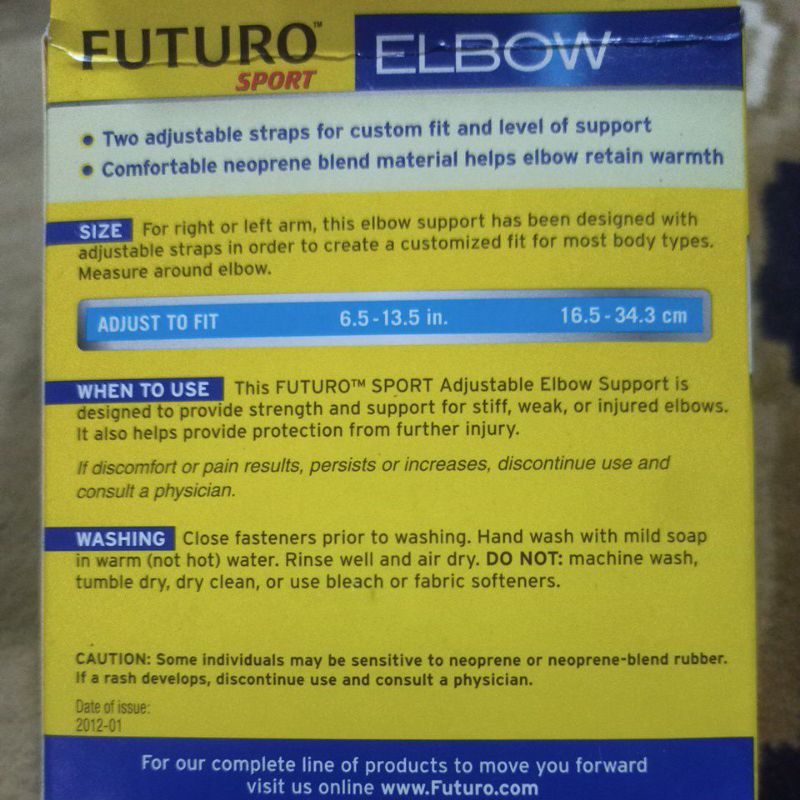 FUTURO™ ELBOW
SPORT
• Two adjustable straps for custom fit and level of support
• Comfortable neoprene blend material helps elbow retain warmth
SIZE For right or left arm, this elbow support has been designed with
adjustable straps in order to create a customized fit for most body types.
Measure around elbow.
ADJUST TO FIT 6.5-13.5 in. 16.5-34.3 cm
WHEN TO USE This FUTURO™ SPORT Adjustable Elbow Support is
designed to provide strength and support for stiff, weak, or injured elbows.
It also helps provide protection from further injury.
If discomfort or pain results, persists or increases, discontinue use and
consult a physician.
WASHING Close fasteners prior to washing. Hand wash with mild soap
in warm (not hot) water. Rinse well and air dry. DO NOT: machine wash,
tumble dry, dry clean, or use bleach or fabric softeners.
CAUTION: Some individuals may be sensitive to neoprene or neoprene-blend rubber.
If a rash develops, discontinue use and consult a physician.
Date of issue:
2012-01
For our complete line of products to move you forward
visit us online www.Futuro.com